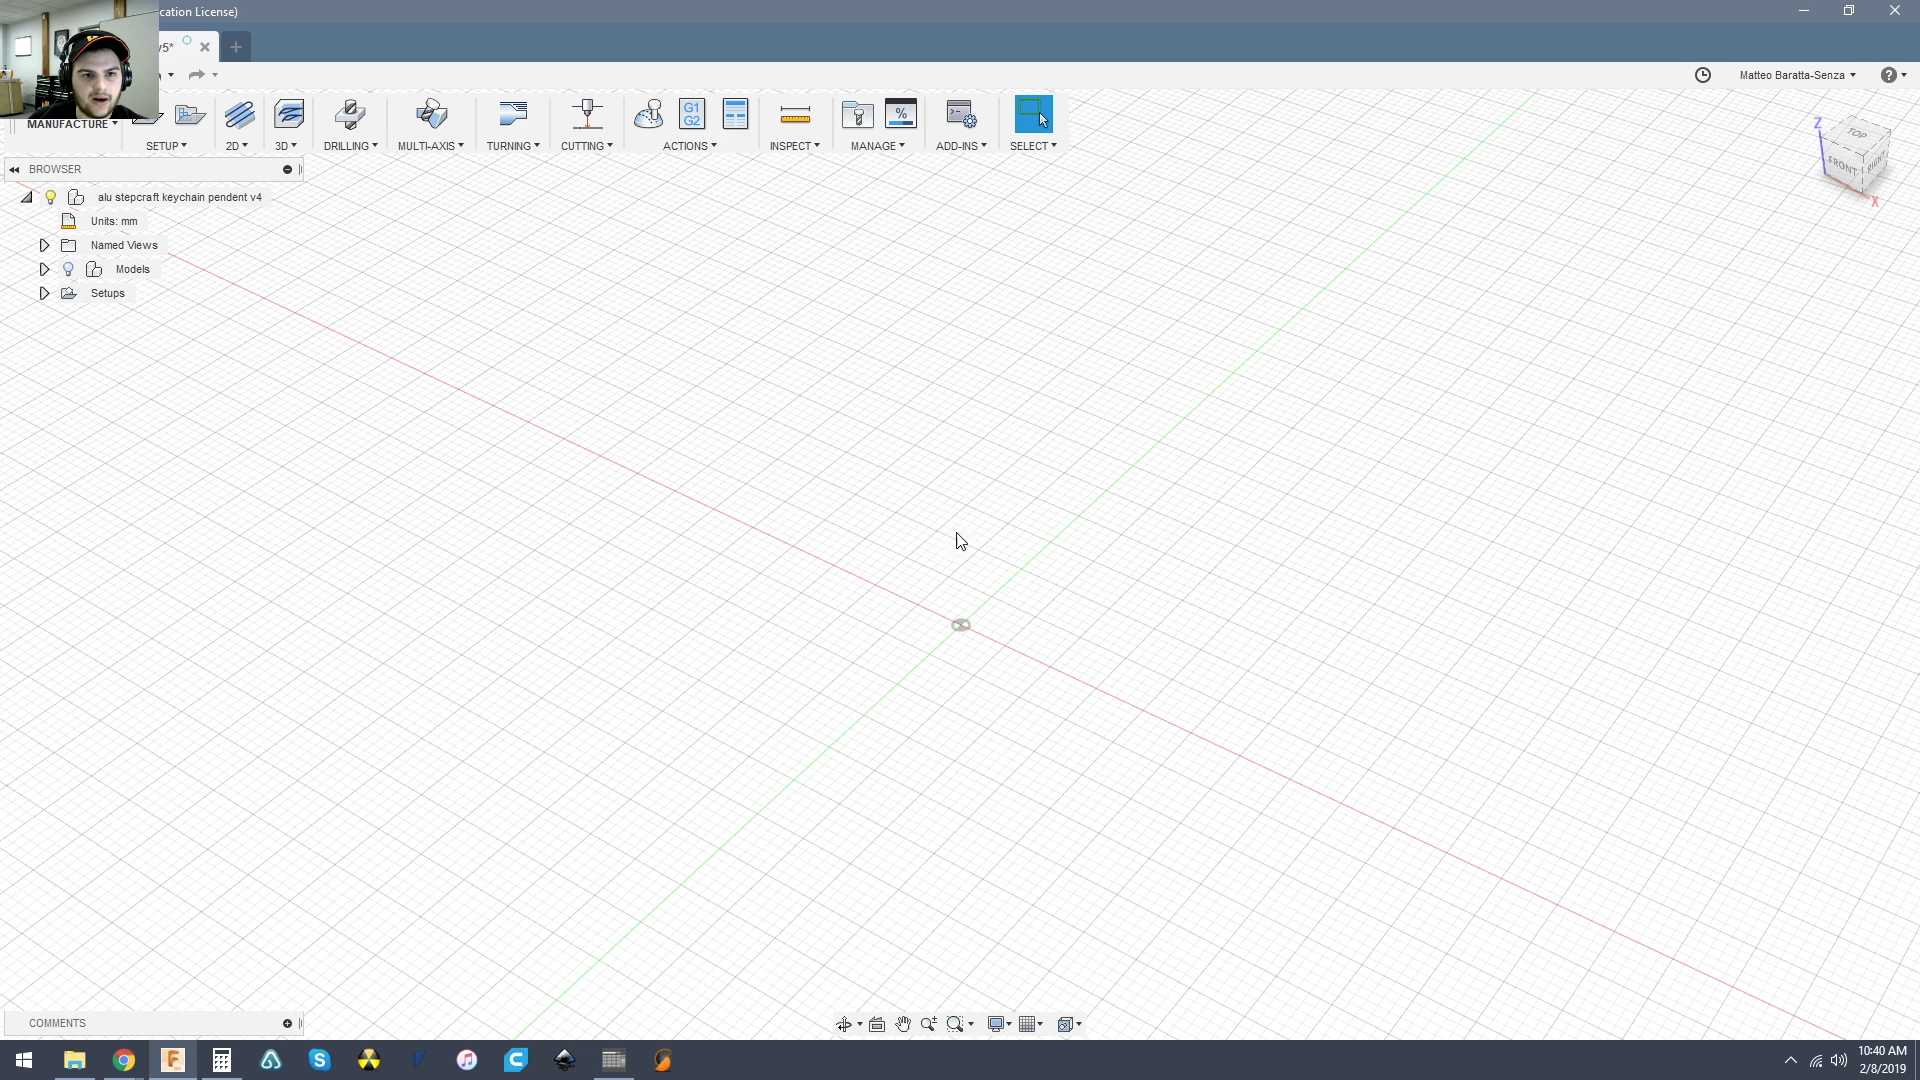 cation License)
v5*
Matteo Baratta-Senza
MANUFACTURE
G1
G2
%
SETUP
2D
3D
DRILLING
MULTI-AXIS
TURNING
CUTTING
ACTIONS
INSPECT
MANAGE
ADD-INS
SELECT
BROWSER
alu stepcraft keychain pendent v4
Units: mm
Named Views
Models
Setups
Z
TOP
FRONT
RIGHT
X
COMMENTS
10:40 AM
2/8/2019